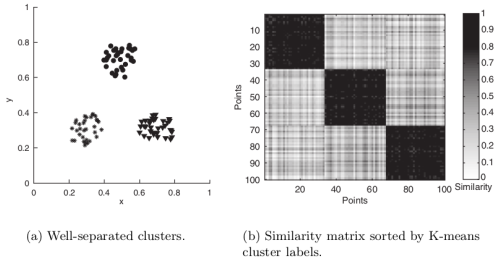 1
0.8
0.6
0.4
0.2
0
y
0 0.2 0.4 0.6 0.8 1
x
10
20
30
40
50
60
70
80
90
100
Points
20 40 60 80 100
Points
1
0.9
0.8
0.7
0.6
0.5
0.4
0.3
0.2
0.1
0
Similarity
(a) Well-separated clusters.
(b) Similarity matrix sorted by K-means
cluster labels.